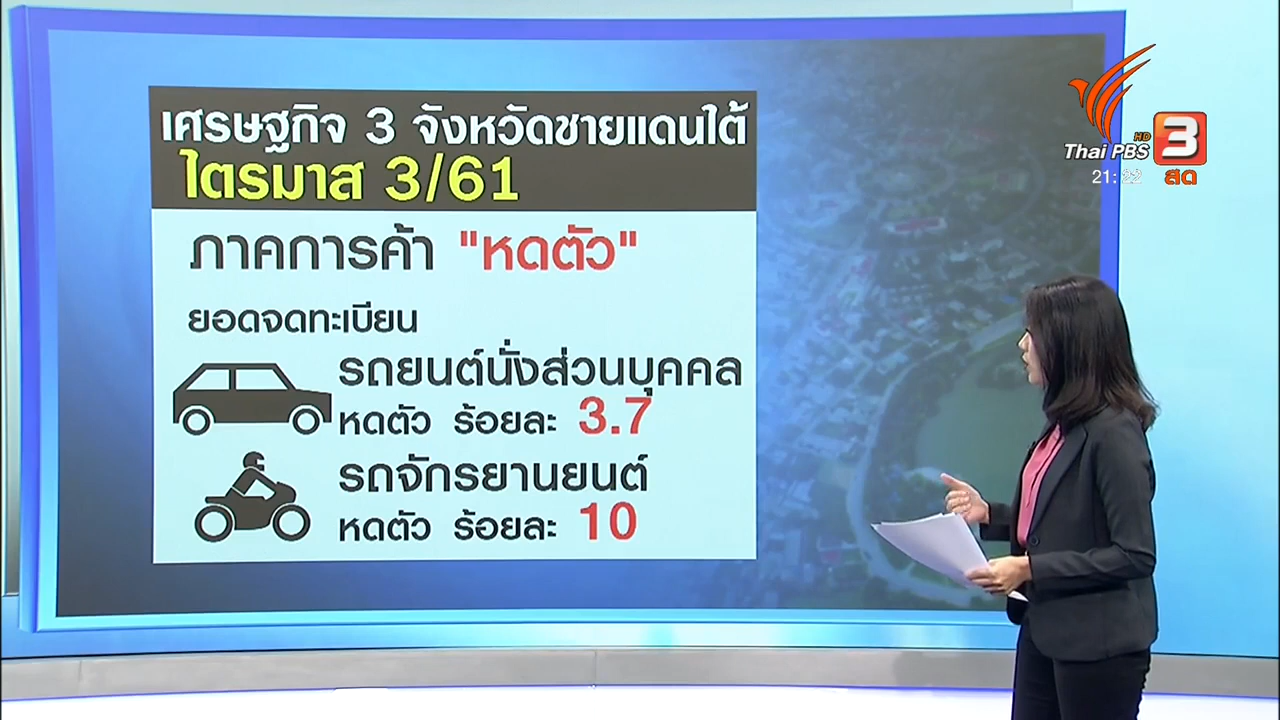 เศรษฐกิจ 3 จังหวัดชายแดนใต้
ไตรมาส 3/61
ภาคการค้า "หดตัว"
ยอดจดทะเบียน
รถยนต์นั่งส่วนบุคคล
หดตัว ร้อยละ 3.7
รถจักรยานยนต์
หดตัว ร้อยละ 10
HD
Thai PBS 3
21:22 สด